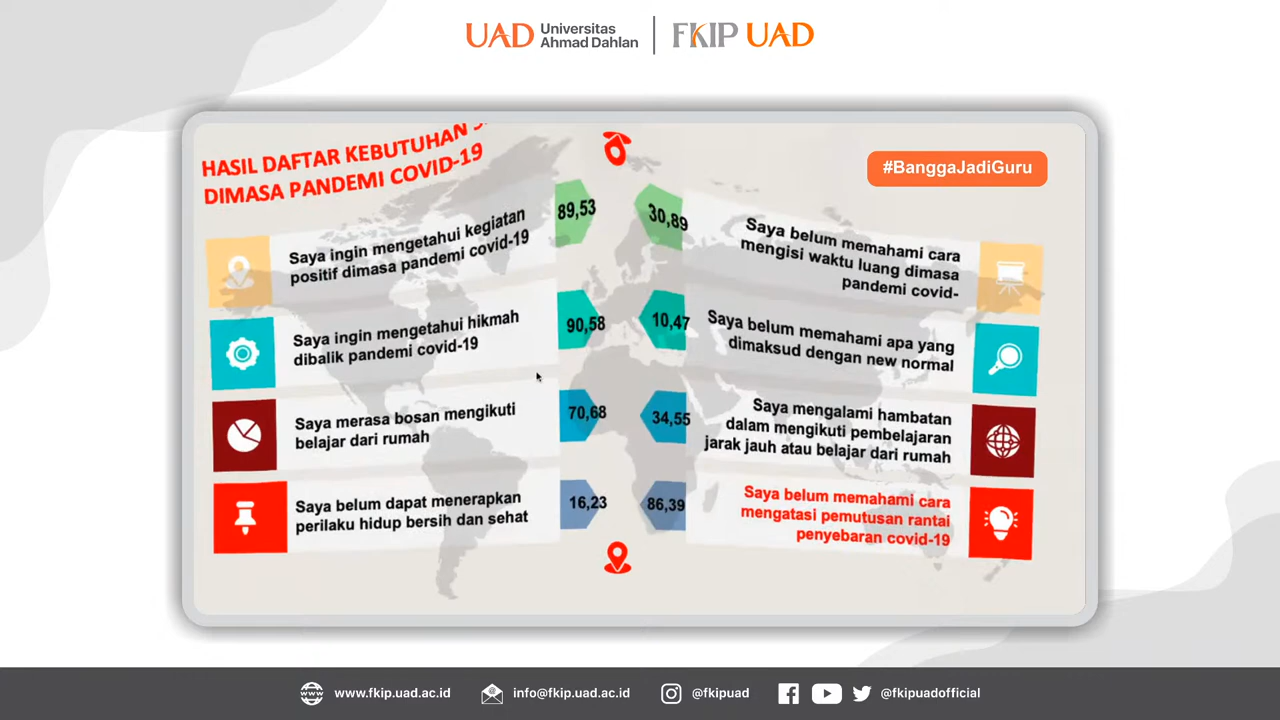 UAD Universitas
Ahmad Dahlan
FKIP UAD
#BanggaJadiGuru
HASIL DAFTAR KEBUTUHAN
DIMASA PANDEMI COVID-19
Saya ingin mengetahui kegiatan
positif dimasa pandemi covid-19
89,53
Saya ingin mengetahui hikmah
dibalik pandemi covid-19
90,58
Saya merasa bosan mengikuti
belajar dari rumah
70,68
Saya belum dapat menerapkan
perilaku hidup bersih dan sehat
16,23
30,89
Saya belum memahami cara
mengisi waktu luang dimasa
pandemi covid-
10,47
Saya belum memahami apa yang
dimaksud dengan new normal
34,55
Saya mengalami hambatan
dalam mengikuti pembelajaran
jarak jauh atau belajar dari rumah
86,39
Saya belum memahami cara
mengatasi pemutusan rantai
penyebaran covid-19
www.fkip.uad.ac.id
info@fkip.uad.ac.id
@fkipuad
@fkipuadofficial